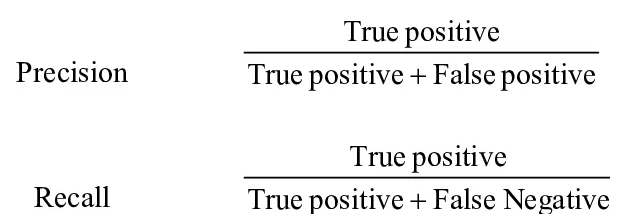 True positive
Precision
True positive + False positive
True positive
Recall
True positive + False Negative